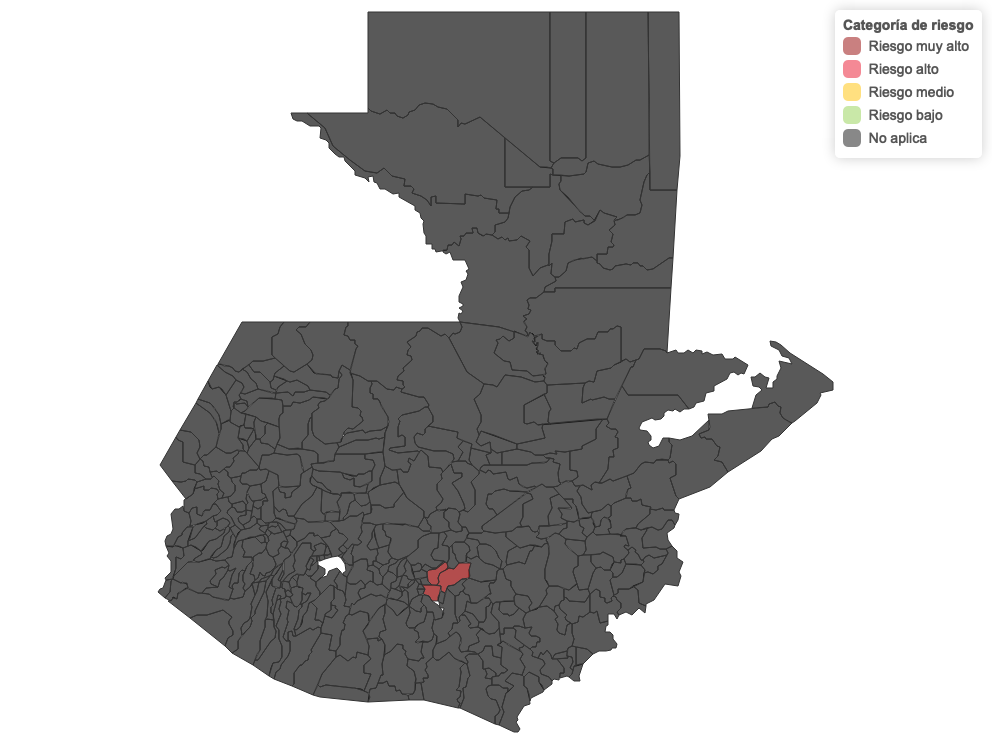 Categoría de riesgo
Riesgo muy alto
Riesgo alto
Riesgo medio
Riesgo bajo
No aplica